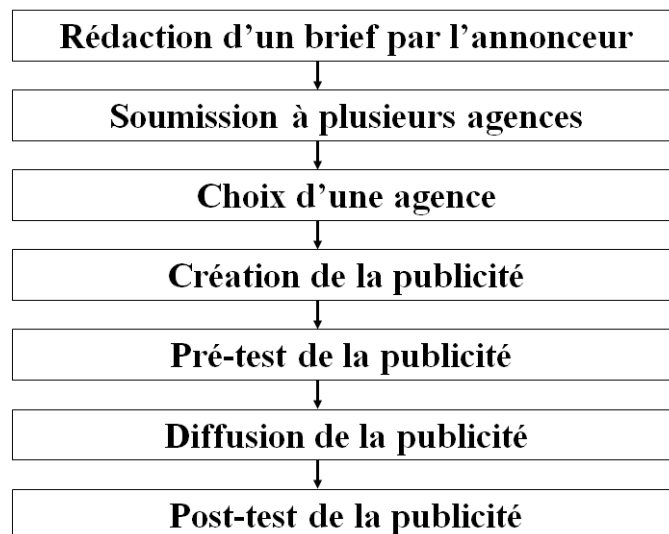 Rédaction d’un brief par l’annonceur
Soumission à plusieurs agences
Choix d’une agence
Création de la publicité
Pré-test de la publicité
Diffusion de la publicité
Post-test de la publicité